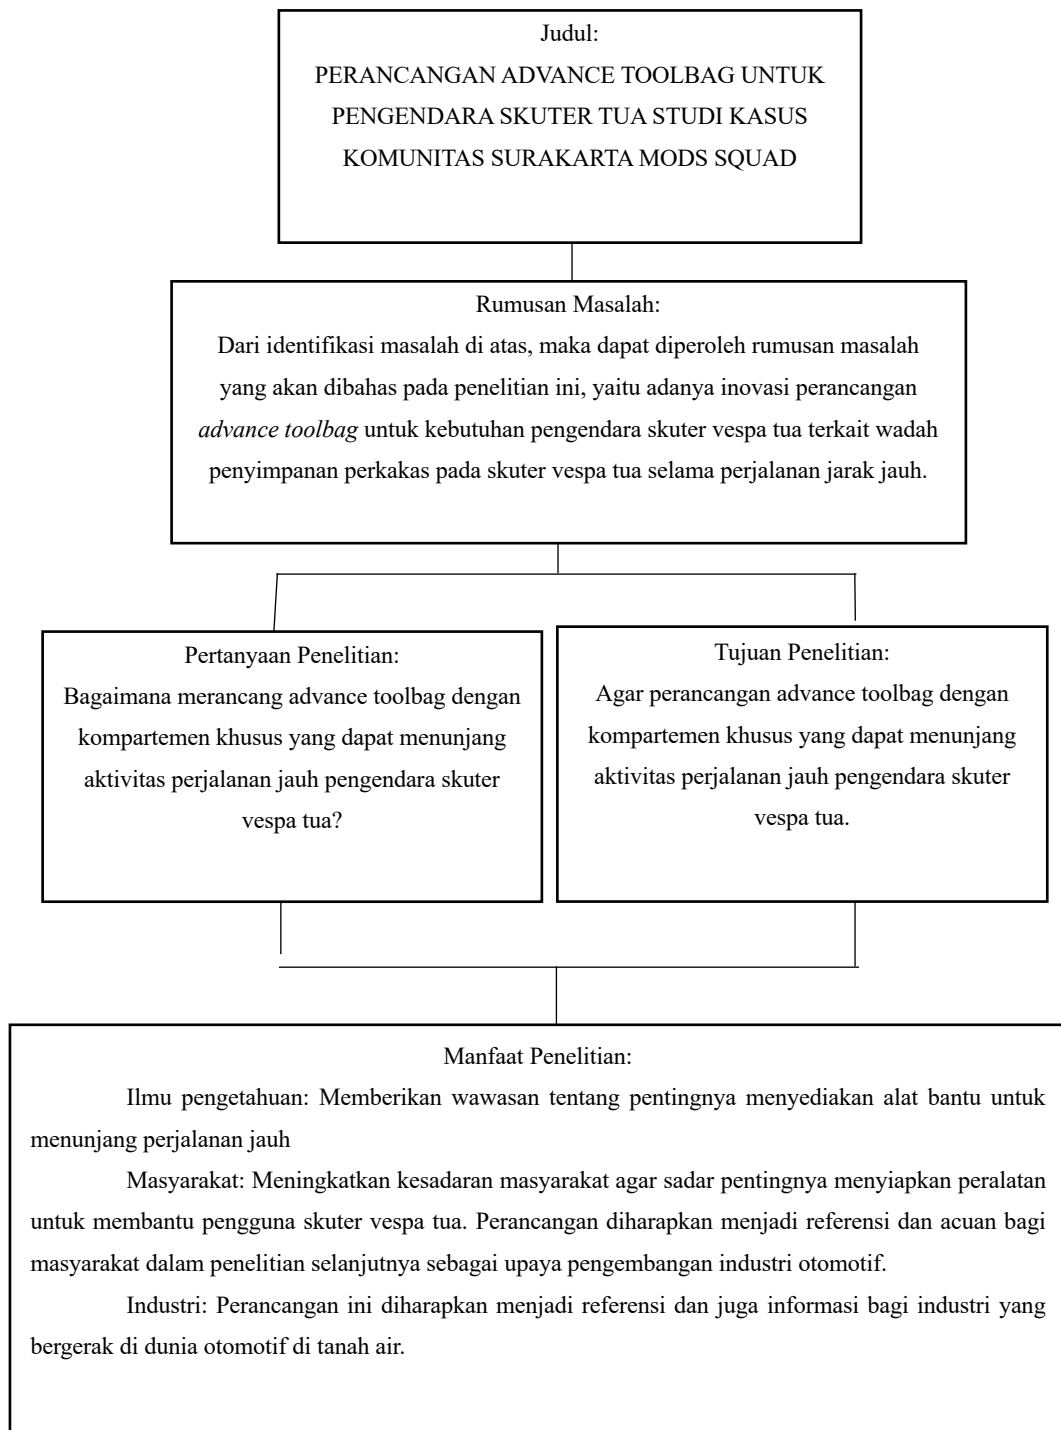 Judul:
PERANCANGAN ADVANCE TOOLBAG UNTUK
PENGENDARA SKUTER TUA STUDI KASUS
KOMUNITAS SURAKARTA MODS SQUAD
Rumusan Masalah:
Dari identifikasi masalah di atas, maka dapat diperoleh rumusan masalah
yang akan dibahas pada penelitian ini, yaitu adanya inovasi perancangan
advance toolbag untuk kebutuhan pengendara skuter vespa tua terkait wadah
penyimpanan perkakas pada skuter vespa tua selama perjalanan jarak jauh.
Pertanyaan Penelitian:
Bagaimana merancang advance toolbag dengan
kompartemen khusus yang dapat menunjang
aktivitas perjalanan jauh pengendara skuter
vespa tua?
Tujuan Penelitian:
Agar perancangan advance toolbag dengan
kompartemen khusus yang dapat menunjang
aktivitas perjalanan jauh pengendara skuter
vespa tua.
Manfaat Penelitian:
Ilmu pengetahuan: Memberikan wawasan tentang pentingnya menyediakan alat bantu untuk
menunjang perjalanan jauh
Masyarakat: Meningkatkan kesadaran masyarakat agar sadar pentingnya menyiapkan peralatan
untuk membantu pengguna skuter vespa tua. Perancangan diharapkan menjadi referensi dan acuan bagi
masyarakat dalam penelitian selanjutnya sebagai upaya pengembangan industri otomotif.
Industri: Perancangan ini diharapkan menjadi referensi dan juga informasi bagi industri yang
bergerak di dunia otomotif di tanah air.